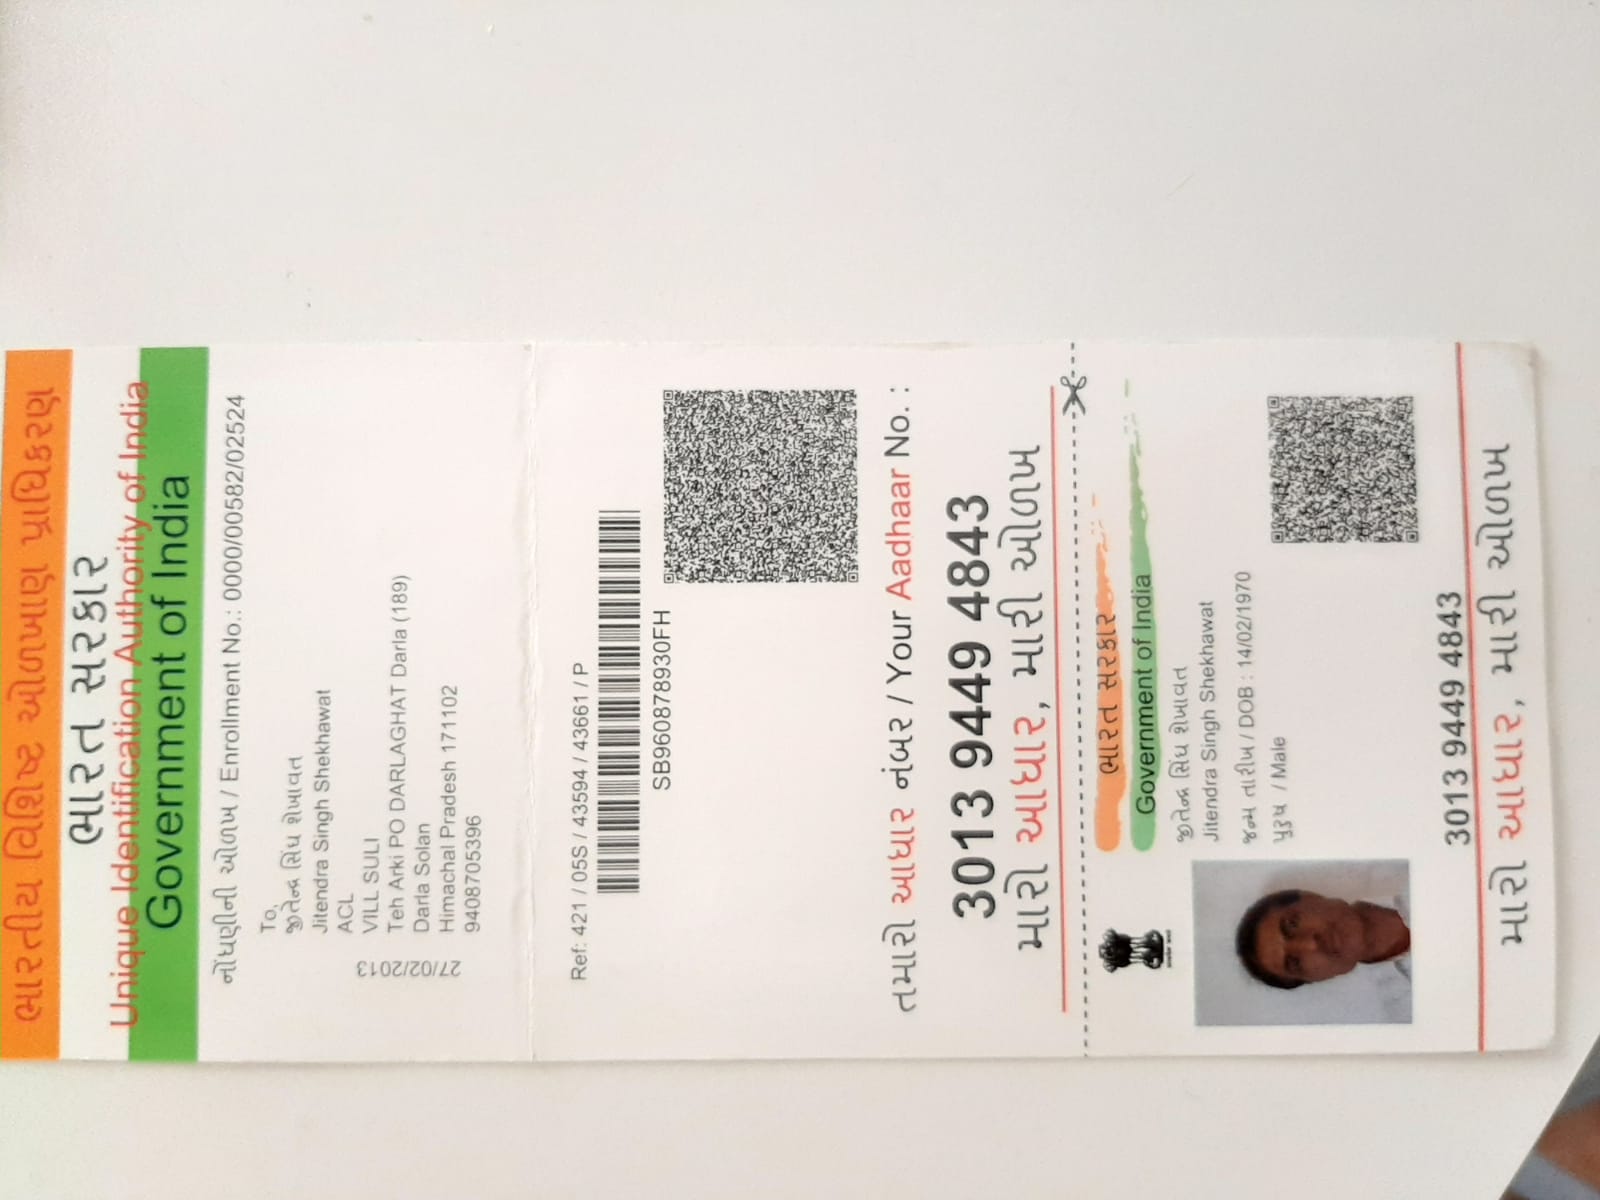 ભારતીય વિશિષ્ટ ઓળખાણ પ્રાધિકરણ
ભારત સરકાર
Unique Identification Authority of India
Government of India
નોંધણીની ઓળખ / Enrollment No.: 0000/00582/02524
To,
જીતેન્દ્ર સિંઘ શેખાવત
Jitendra Singh Shekhawat
ACL
VILL SULI
Teh Arki PO DARLAGHAT Darla (189)
Darla Solan
Himachal Pradesh 171102
9408705396
27/02/2013
Ref: 421 / 05S / 43594 / 43661 / P
SB960878930FH
તમારો આધાર નંબર / Your Aadhaar No. :
3013 9449 4843
મારો આધાર, મારી ઓળખ
ભારત સરકાર
Government of India
જીતેન્દ્ર સિંઘ શેખાવત
Jitendra Singh Shekhawat
જન્મ તારીખ / DOB : 14/02/1970
પુરુષ / Male
3013 9449 4843
મારો આધાર, મારી ઓળખ